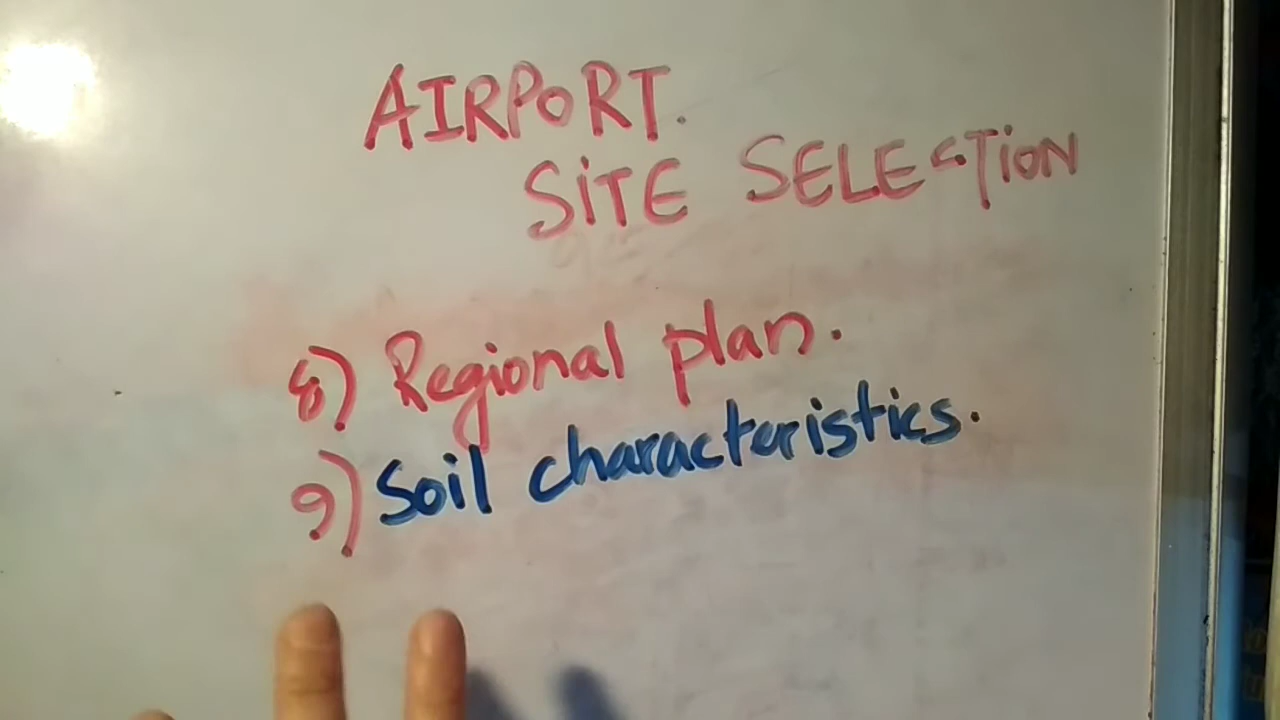 AIRPORT.
SITE SELECTION
8) Regional plan.
9) Soil characteristics.